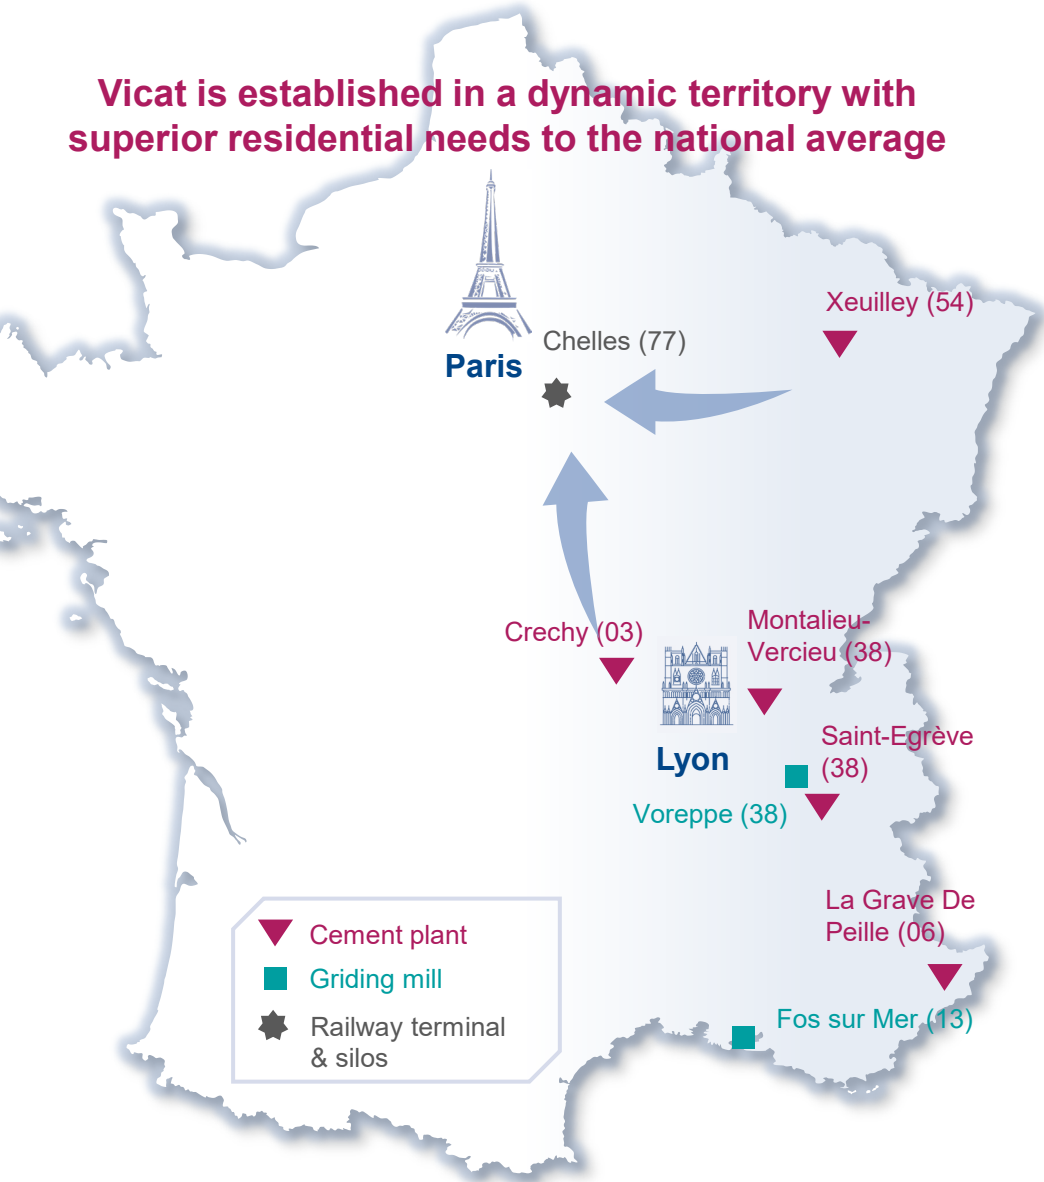 Vicat is established in a dynamic territory with
superior residential needs to the national average
Xeuilley (54)
Chelles (77)
Paris
Crechy (03)
Montalieu-
Vercieu (38)
Saint-Egrève
(38)
Lyon
Voreppe (38)
La Grave De
Peille (06)
Fos sur Mer (13)
Cement plant
Griding mill
Railway terminal
& silos